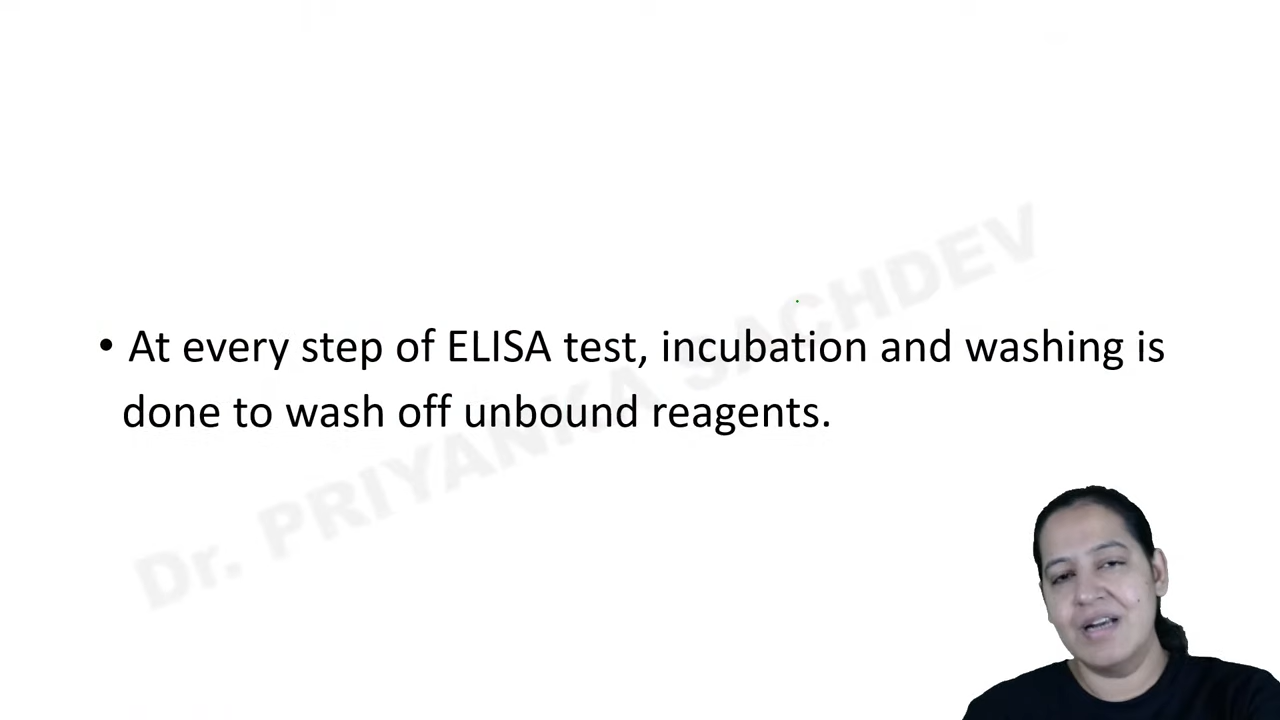 • At every step of ELISA test, incubation and washing is
done to wash off unbound reagents.
Dr. PRIYANKA SACHDEV